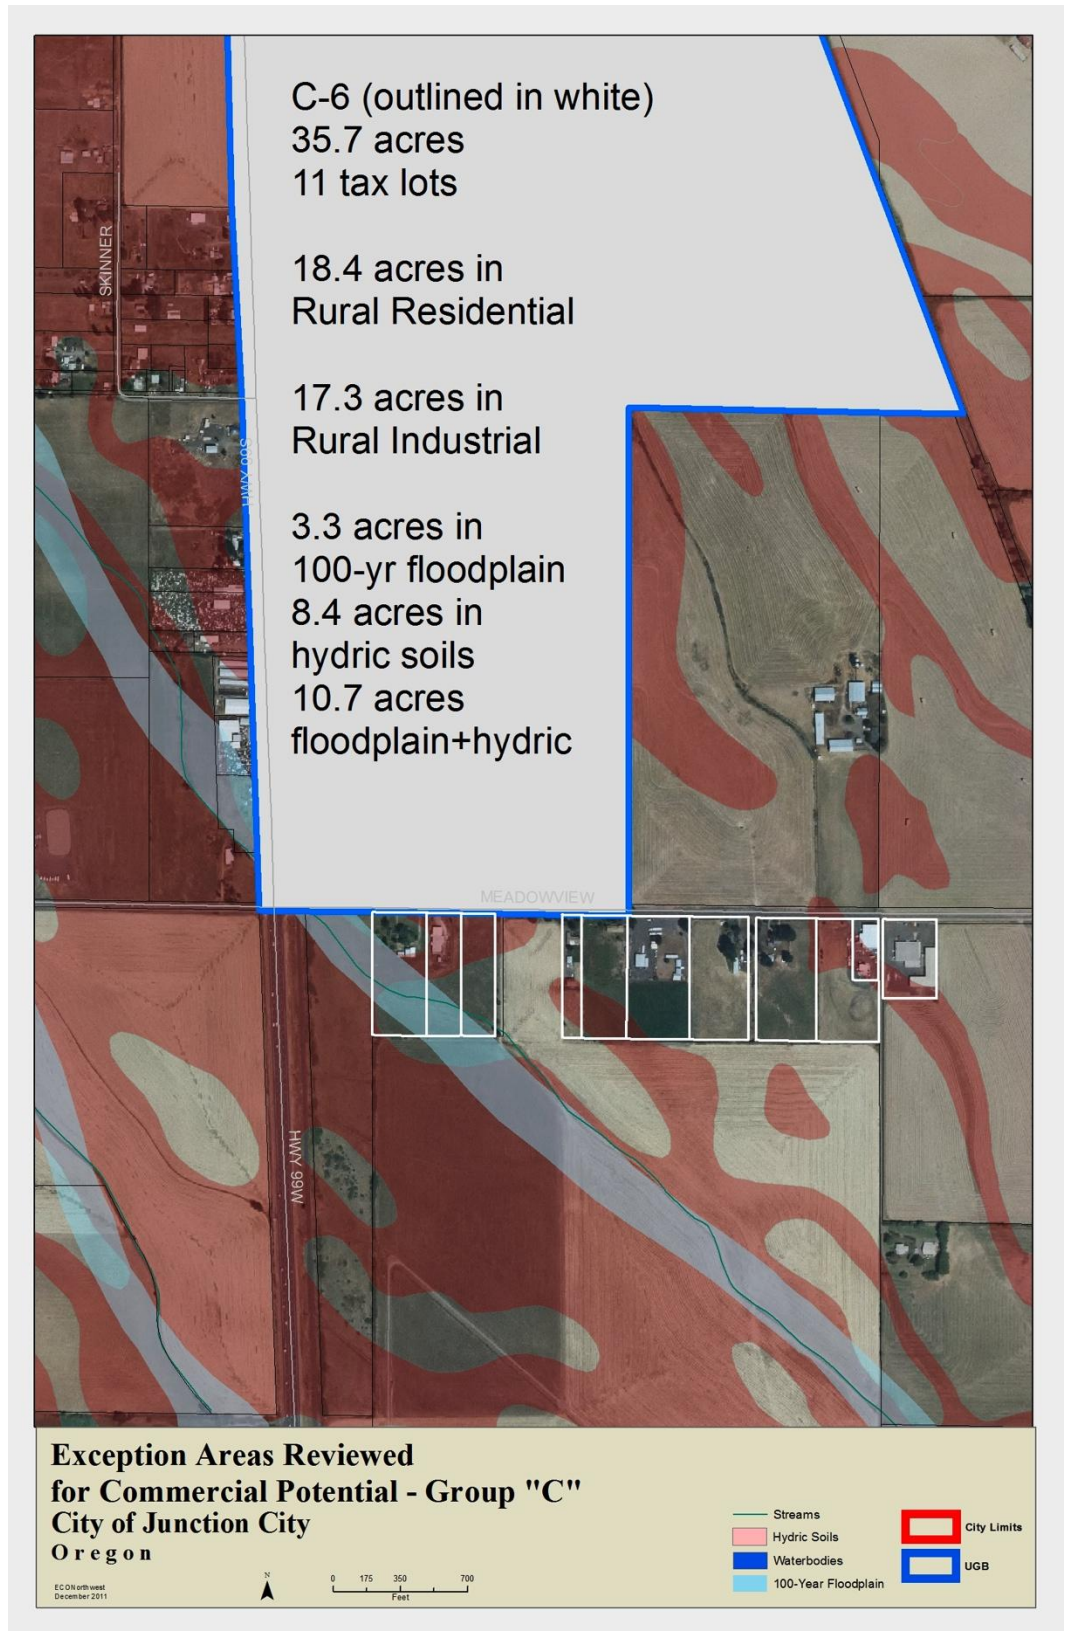 C-6 (outlined in white)
35.7 acres
11 tax lots
18.4 acres in
Rural Residential
17.3 acres in
Rural Industrial
3.3 acres in
100-yr floodplain
8.4 acres in
hydric soils
10.7 acres
floodplain+hydric
SKINNER
HWY 99S
MEADOWVIEW
HWY 99W
Exception Areas Reviewed
for Commercial Potential - Group "C"
City of Junction City
Oregon
ECONorthwest
December 2011
N
0 175 350 700
Feet
Streams
Hydric Soils
Waterbodies
100-Year Floodplain
City Limits
UGB